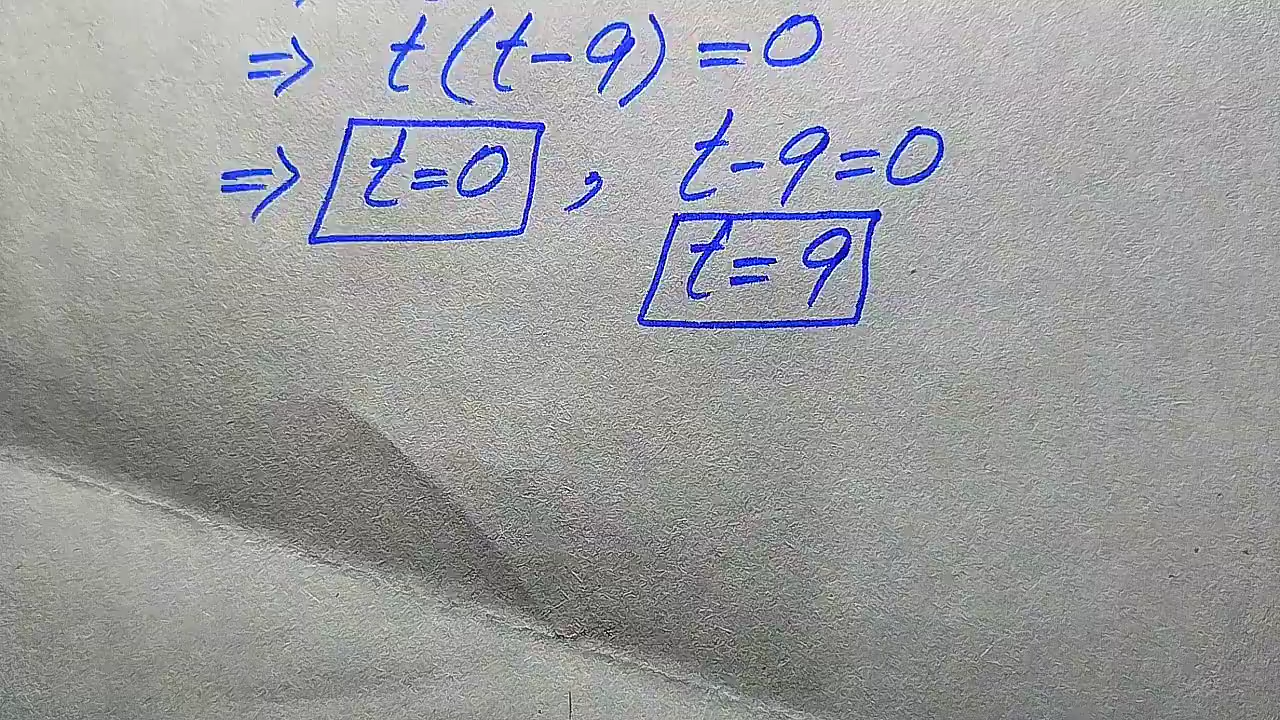 ⇒ t(t-9)=0
⇒ t=0 , t-9=0
t=9